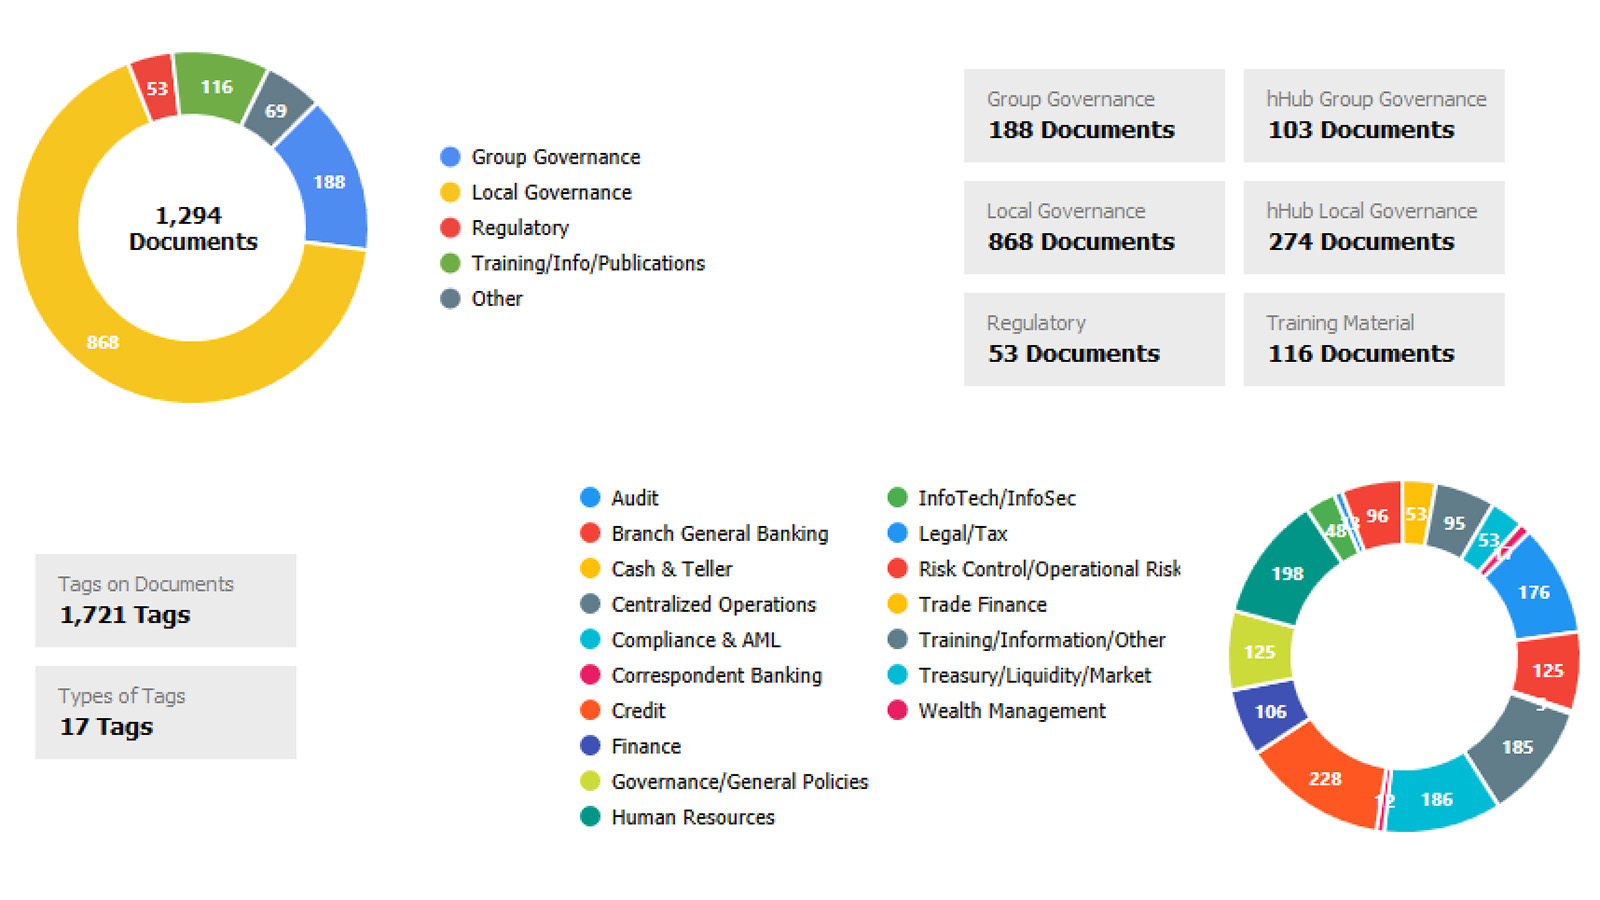 53
116
69
188
868
1,294
Documents
Group Governance
Local Governance
Regulatory
Training/Info/Publications
Other
Group Governance
188 Documents
hHub Group Governance
103 Documents
Local Governance
868 Documents
hHub Local Governance
274 Documents
Regulatory
53 Documents
Training Material
116 Documents
Tags on Documents
1,721 Tags
Types of Tags
17 Tags
Audit
Branch General Banking
Cash & Teller
Centralized Operations
Compliance & AML
Correspondent Banking
Credit
Finance
Governance/General Policies
Human Resources
InfoTech/InfoSec
Legal/Tax
Risk Control/Operational Risk
Trade Finance
Training/Information/Other
Treasury/Liquidity/Market
Wealth Management
96
53
95
53
176
125
185
186
12
228
106
125
198
48